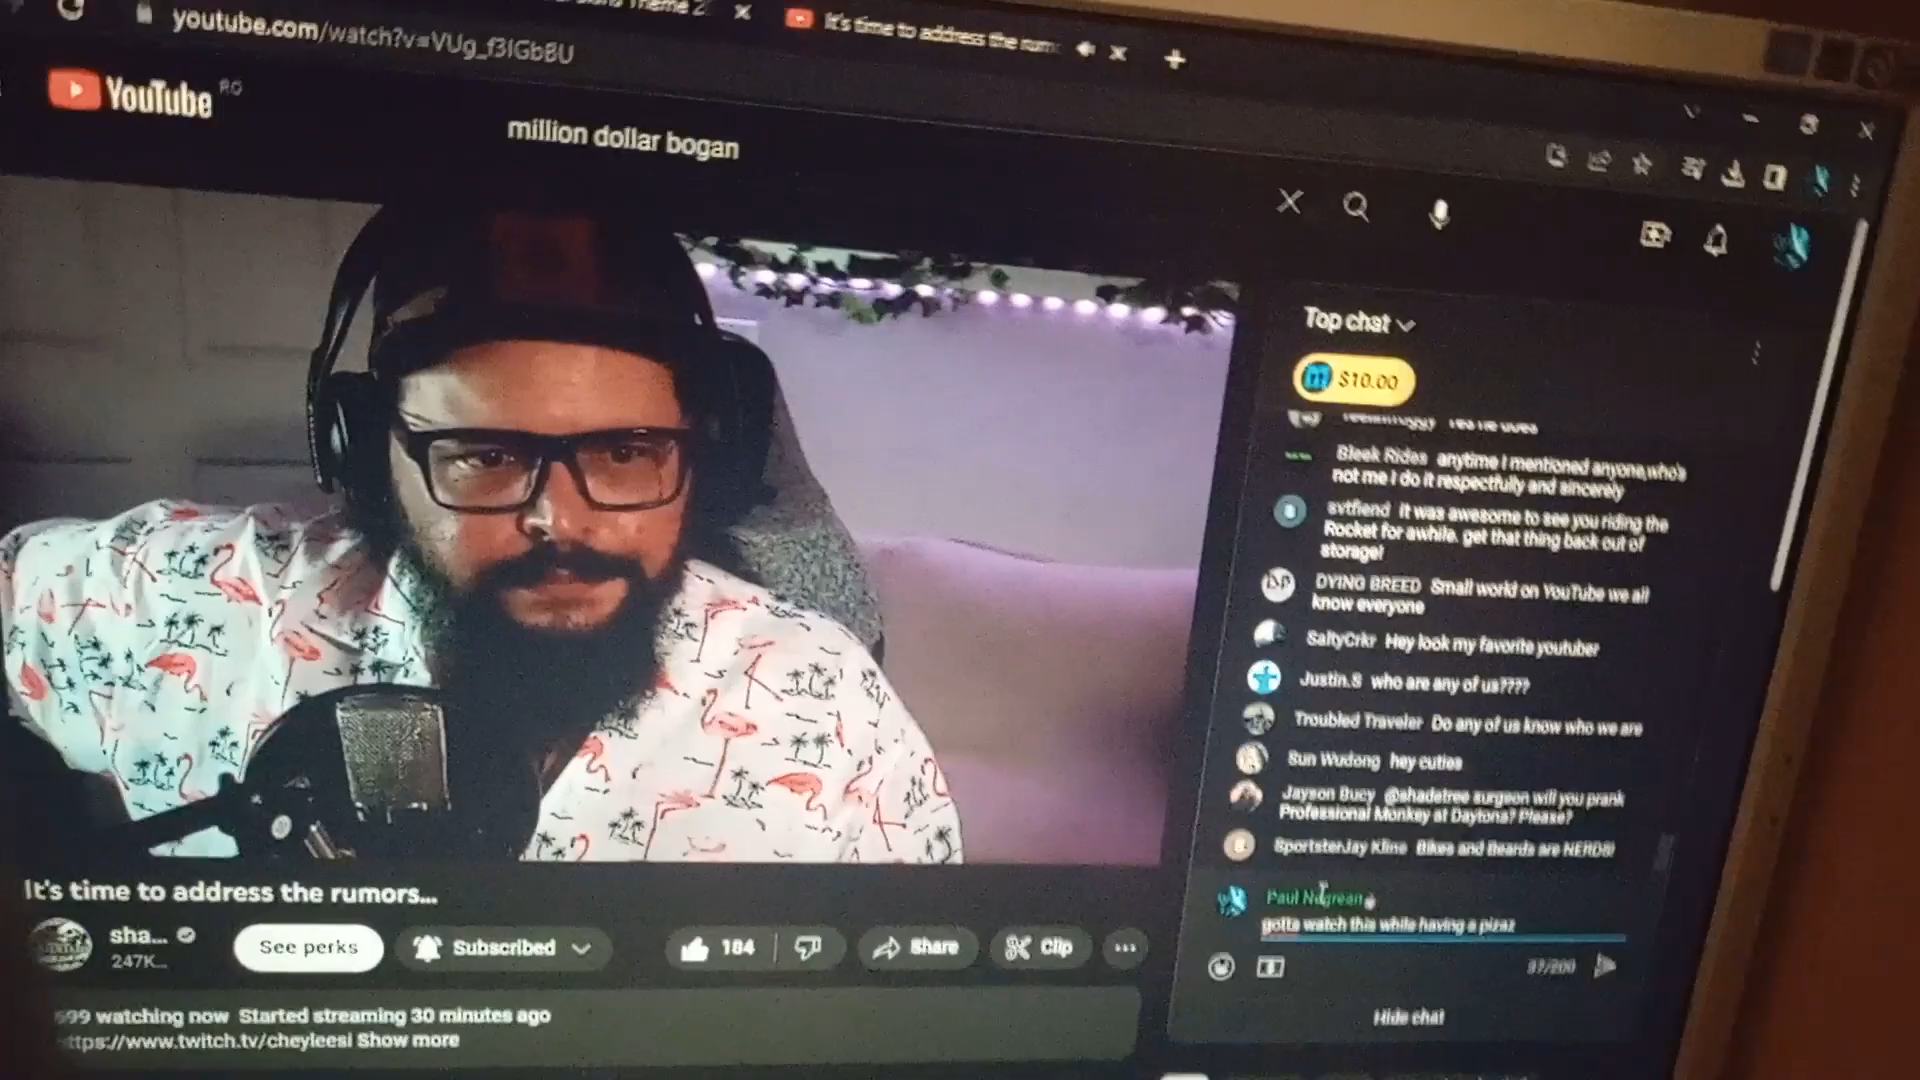 Theme 2
It's time to address the rum
youtube.com/watch?v=VUg_f3IGbBU
YouTube RO
million dollar bogan
Top chat
$10.00
Bleek Rides anytime I mentioned anyone,who's
not me I do it respectfully and sincerely
svtfiend It was awesome to see you riding the
Rocket for awhile. get that thing back out of
storage!
DYING BREED Small world on YouTube we all
know everyone
SaltyCrkr Hey look my favorite youtuber
Justin.S who are any of us????
Troubled Traveler Do any of us know who we are
Sun Wudong hey cuties
Jayson Bucy @shadetree surgeon will you prank
Professional Monkey at Daytona? Please?
SportsterJay Kline Bikes and Beards are NERDS!
Paul Negrean
gotta watch this while having a pizaz
37/200
Hide chat
It's time to address the rumors...
sha...
247K...
See perks
Subscribed
184
Share
Clip
699 watching now Started streaming 30 minutes ago
ttps://www.twitch.tv/cheyleesi Show more